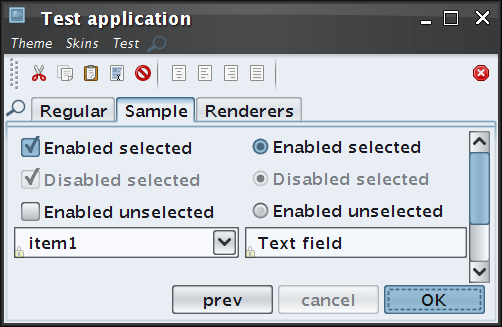 Test application
Theme Skins Test
Regular Sample Renderers
Enabled selected Enabled selected
Disabled selected Disabled selected
Enabled unselected Enabled unselected
item1 Text field
prev cancel OK